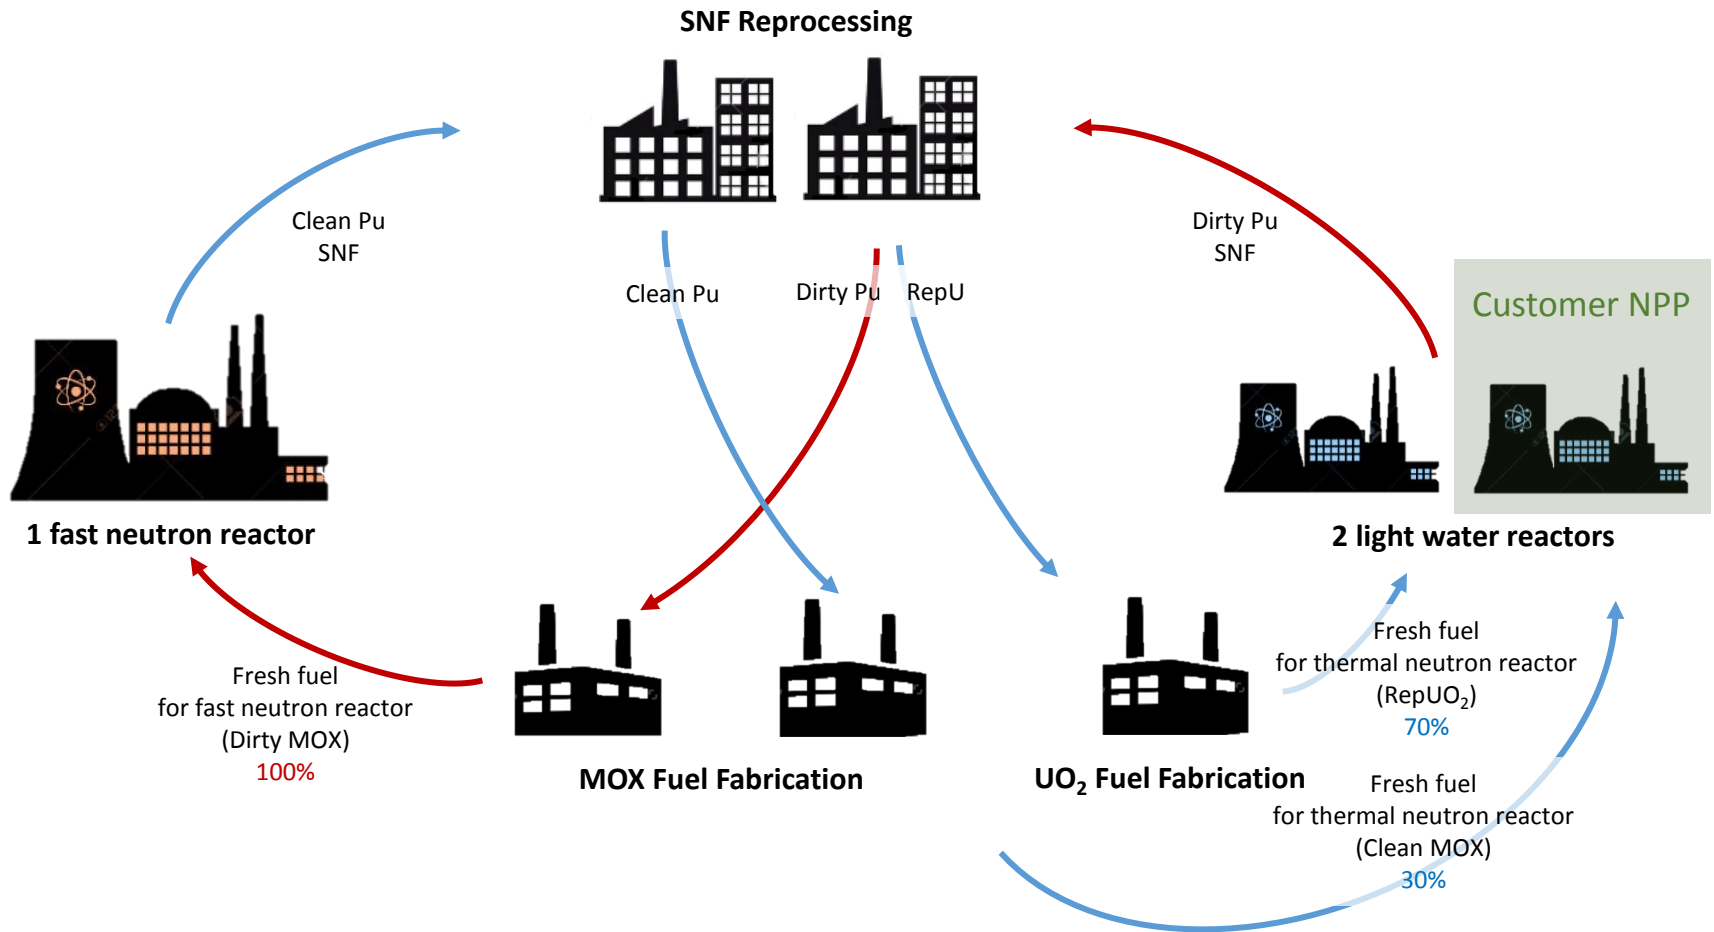 SNF Reprocessing
Clean Pu
SNF
Dirty Pu
SNF
Clean Pu
Dirty Pu
RepU
Customer NPP
1 fast neutron reactor
2 light water reactors
Fresh fuel
for fast neutron reactor
(Dirty MOX)
100%
MOX Fuel Fabrication
UO₂ Fuel Fabrication
Fresh fuel
for thermal neutron reactor
(RepUO₂)
70%
Fresh fuel
for thermal neutron reactor
(Clean MOX)
30%